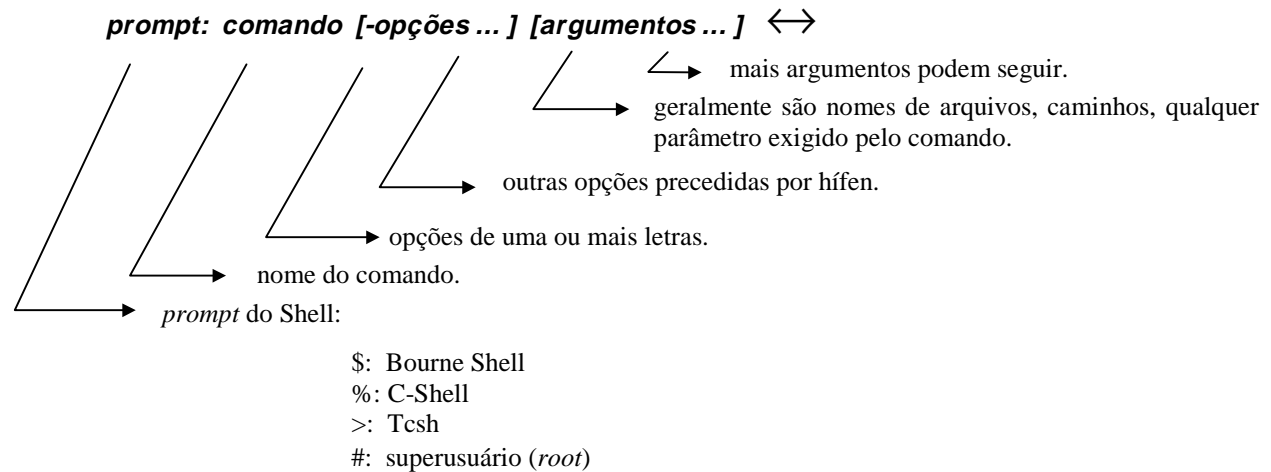 prompt: comando [-opções ... ] [argumentos ... ] ↔
mais argumentos podem seguir.
geralmente são nomes de arquivos, caminhos, qualquer
parâmetro exigido pelo comando.
outras opções precedidas por hífen.
opções de uma ou mais letras.
nome do comando.
prompt do Shell:
$: Bourne Shell
%: C-Shell
>: Tcsh
#: superusuário (root)